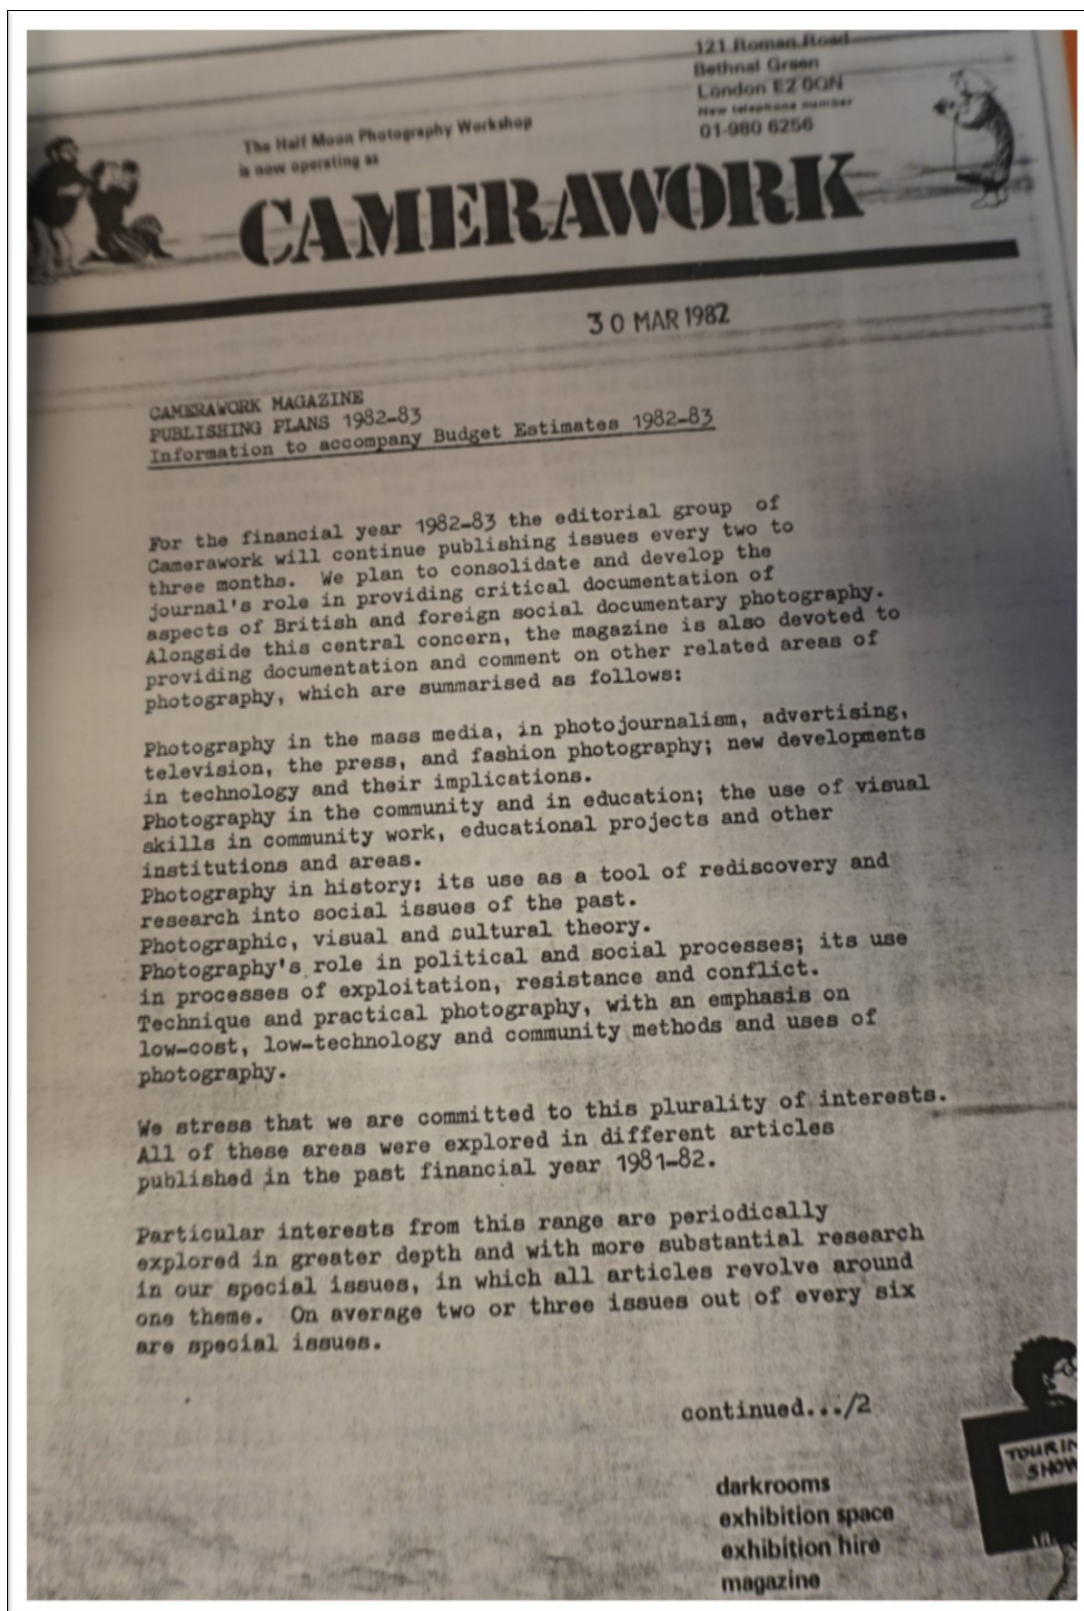 121 Roman Road
Bethnal Green
London E2 0QN
New telephone number
01-980 6256
The Half Moon Photography Workshop
is now operating as
CAMERAWORK
30 MAR 1982
CAMERAWORK MAGAZINE
PUBLISHING PLANS 1982-83
Information to accompany Budget Estimates 1982-83
For the financial year 1982-83 the editorial group of
Camerawork will continue publishing issues every two to
three months. We plan to consolidate and develop the
journal's role in providing critical documentation of
aspects of British and foreign social documentary photography.
Alongside this central concern, the magazine is also devoted to
providing documentation and comment on other related areas of
photography, which are summarised as follows:
Photography in the mass media, in photojournalism, advertising,
television, the press, and fashion photography; new developments
in technology and their implications.
Photography in the community and in education; the use of visual
skills in community work, educational projects and other
institutions and areas.
Photography in history: its use as a tool of rediscovery and
research into social issues of the past.
Photographic, visual and cultural theory.
Photography's role in political and social processes; its use
in processes of exploitation, resistance and conflict.
Technique and practical photography, with an emphasis on
low-cost, low-technology and community methods and uses of
photography.
We stress that we are committed to this plurality of interests.
All of these areas were explored in different articles
published in the past financial year 1981-82.
Particular interests from this range are periodically
explored in greater depth and with more substantial research
in our special issues, in which all articles revolve around
one theme. On average two or three issues out of every six
are special issues.
continued.../2
TOURIN
SHOW
darkrooms
exhibition space
exhibition hire
magazine